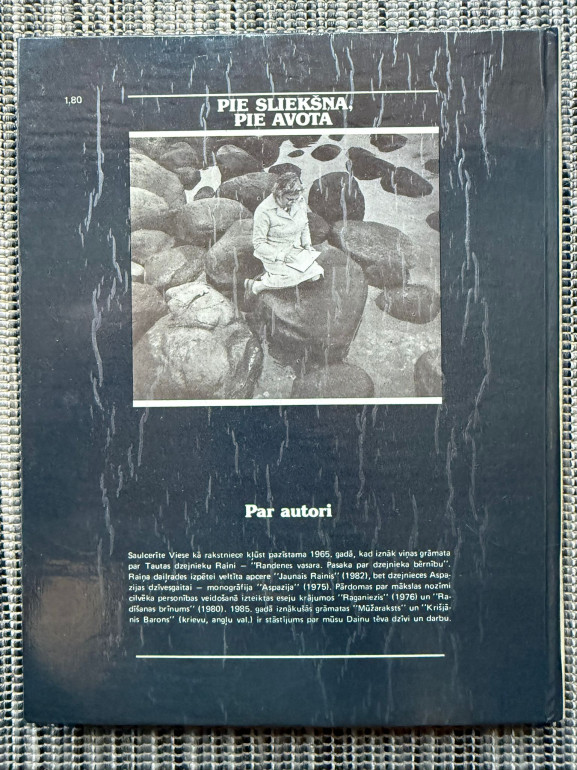 1,80
PIE SLIEKŠŅA,
PIE AVOTA
Par autori
Saulcerīte Viese kā rakstniece kļūst pazīstama 1965. gadā, kad iznāk viņas grāmata
par Tautas dzejnieku Raini — "Randenes vasara. Pasaka par dzejnieka bērnību".
Raiņa daiļrades izpētei veltīta apcere "Jaunais Rainis" (1982), bet dzejnieces Aspa-
zijas dzīvesgaitai — monogrāfija "Aspazija" (1975). Pārdomas par mākslas nozīmi
cilvēka personības veidošanā izteiktas eseju krājumos "Raganiezis" (1976) un "Ra-
dīšanas brīnums" (1980). 1985. gadā iznākušās grāmatas "Mūžaraksts" un "Krišjā-
nis Barons" (krievu, angļu val.) ir stāstījums par mūsu Dainu tēva dzīvi un darbu.